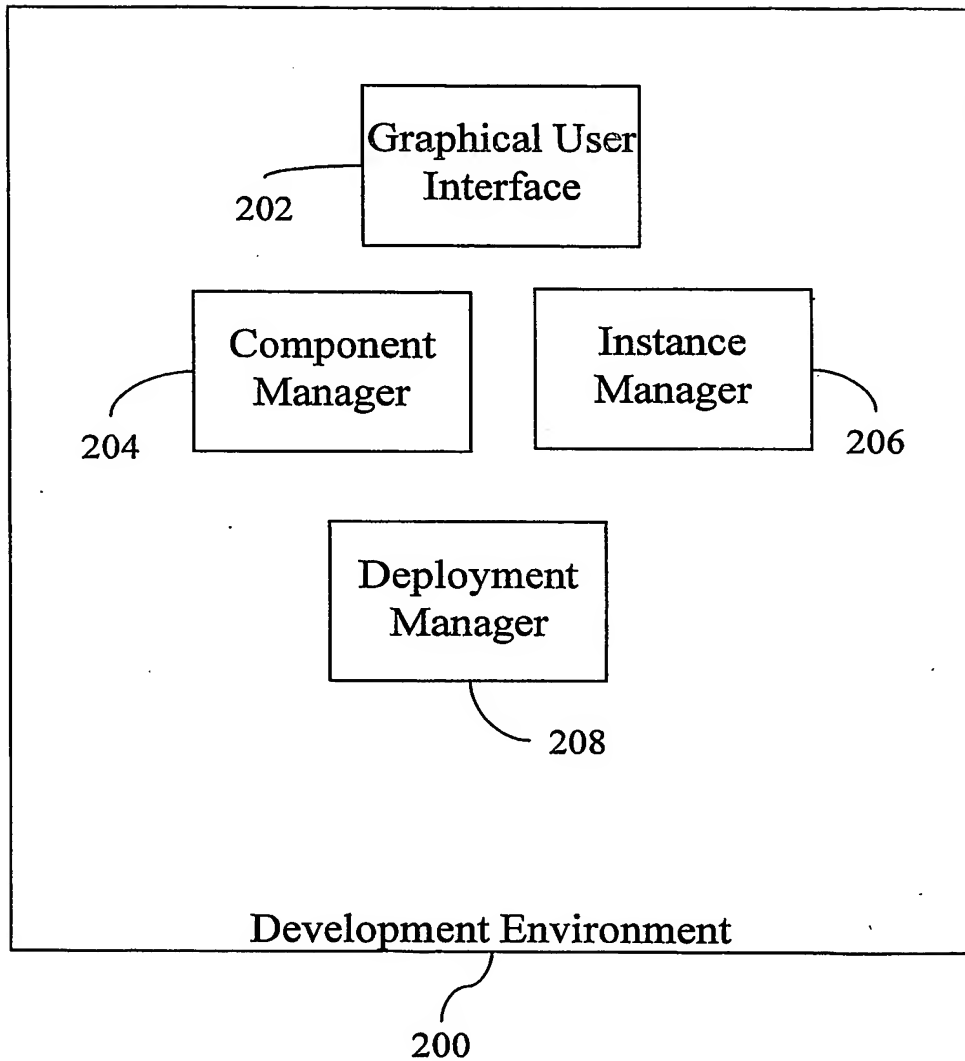 Graphical User
Interface
202
Component
Manager
Instance
Manager
204
206
Deployment
Manager
208
Development Environment
200